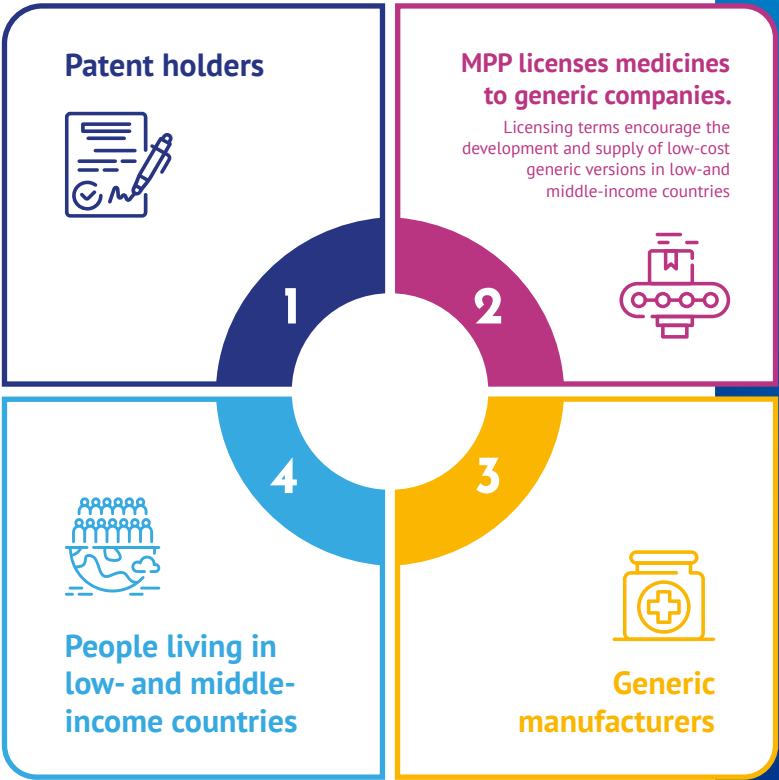 Patent holders
1
MPP licenses medicines
to generic companies.
Licensing terms encourage the
development and supply of low-cost
generic versions in low-and
middle-income countries
2
3
Generic
manufacturers
4
People living in
low- and middle-
income countries